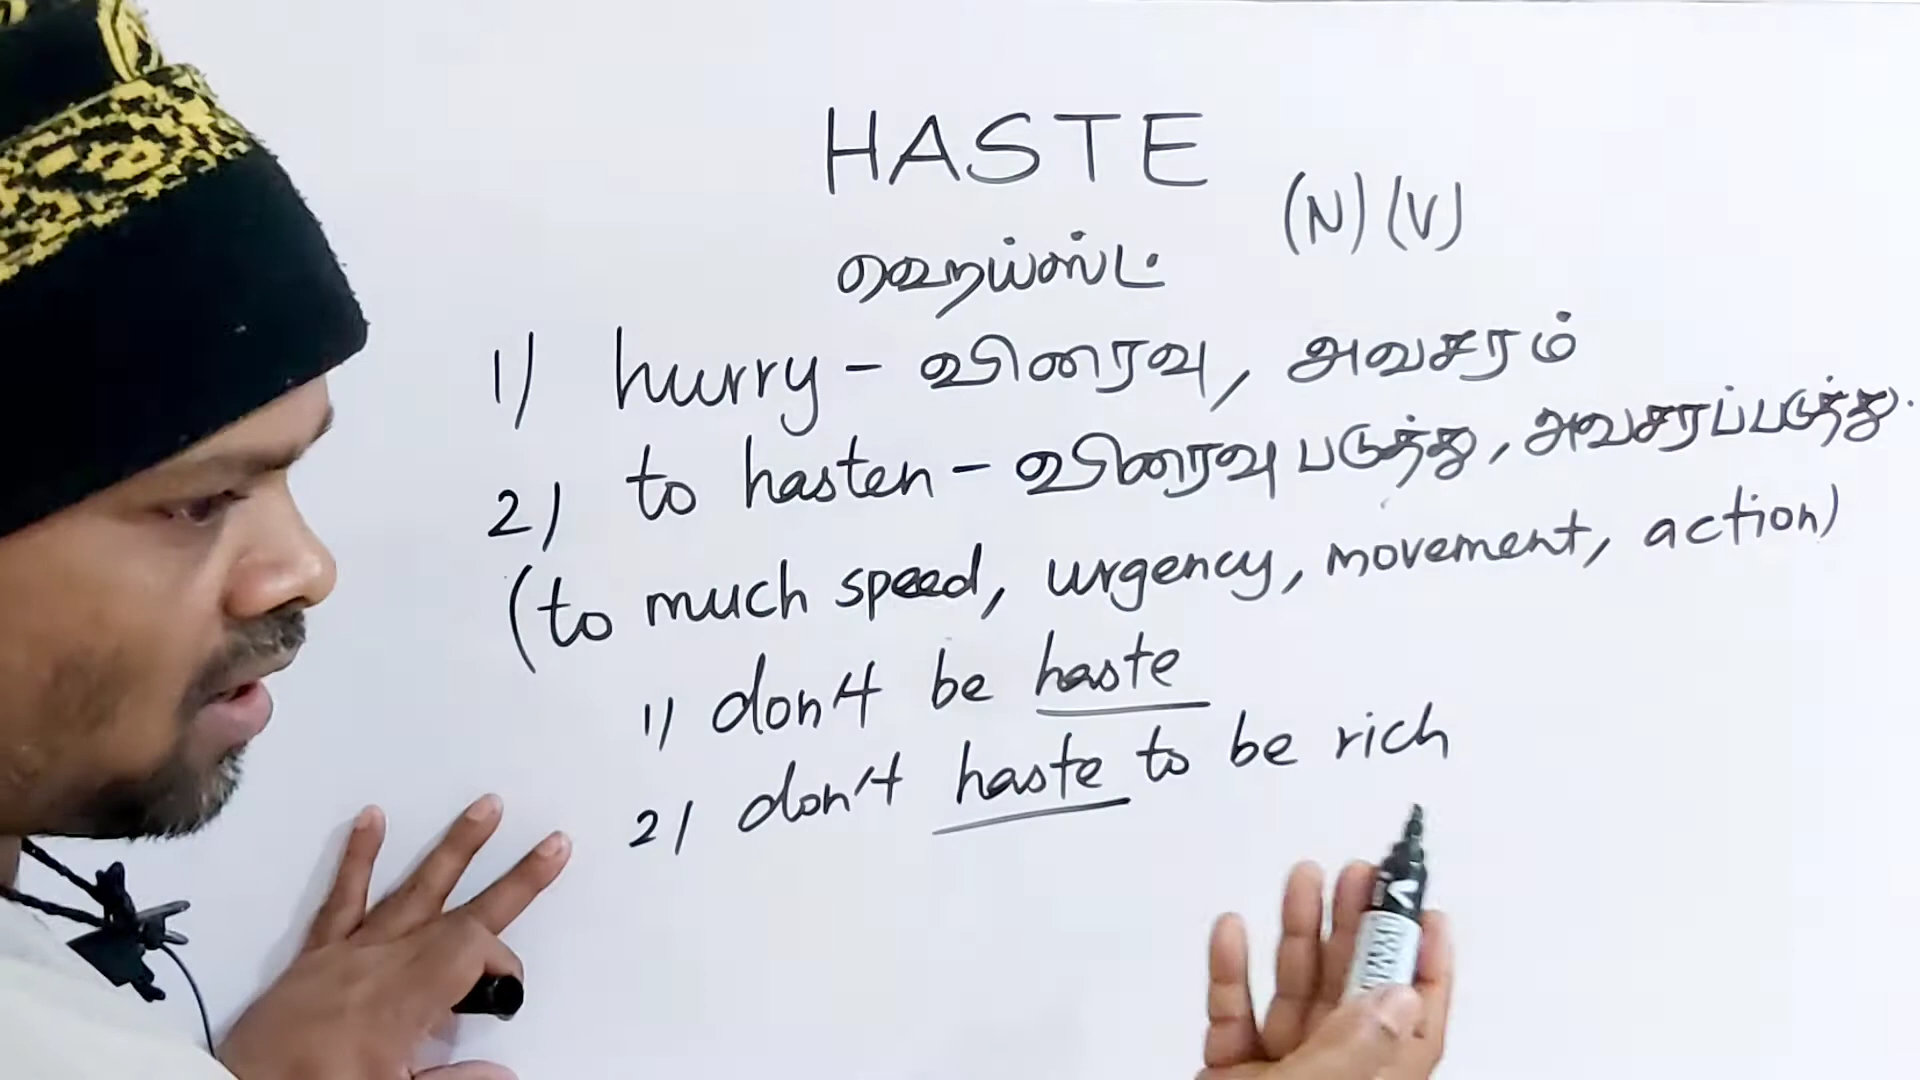 HASTE
(N) (V)
ஹெய்ஸ்ட்
1) hurry - விரைவு, அவசரம்
2) to hasten - விரைவு படுத்து, அவசரப்படுத்து.
(to much speed, urgency, movement, action)
1) don't be haste
2) don't haste to be rich